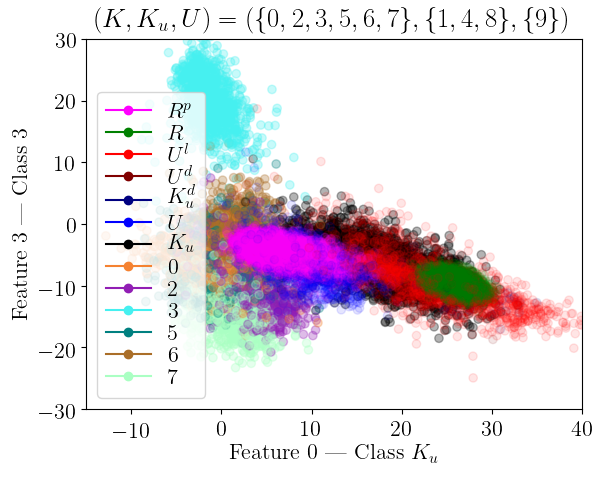 (K, K_u, U) = ({0, 2, 3, 5, 6, 7}, {1, 4, 8}, {9})
30
20
10
0
−10
−20
−30
Feature 3 — Class 3
R^p
R
U^l
U^d
K_u^d
U
K_u
0
2
3
5
6
7
−10 0 10 20 30 40
Feature 0 — Class K_u